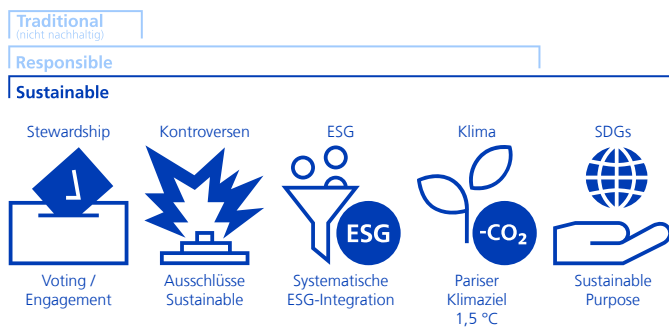 Traditional
(nicht nachhaltig)
Responsible
Sustainable
Stewardship
Kontroversen
ESG
Klima
SDGs
ESG
-CO₂
Voting /
Engagement
Ausschlüsse
Sustainable
Systematische
ESG-Integration
Pariser
Klimaziel
1,5 °C
Sustainable
Purpose